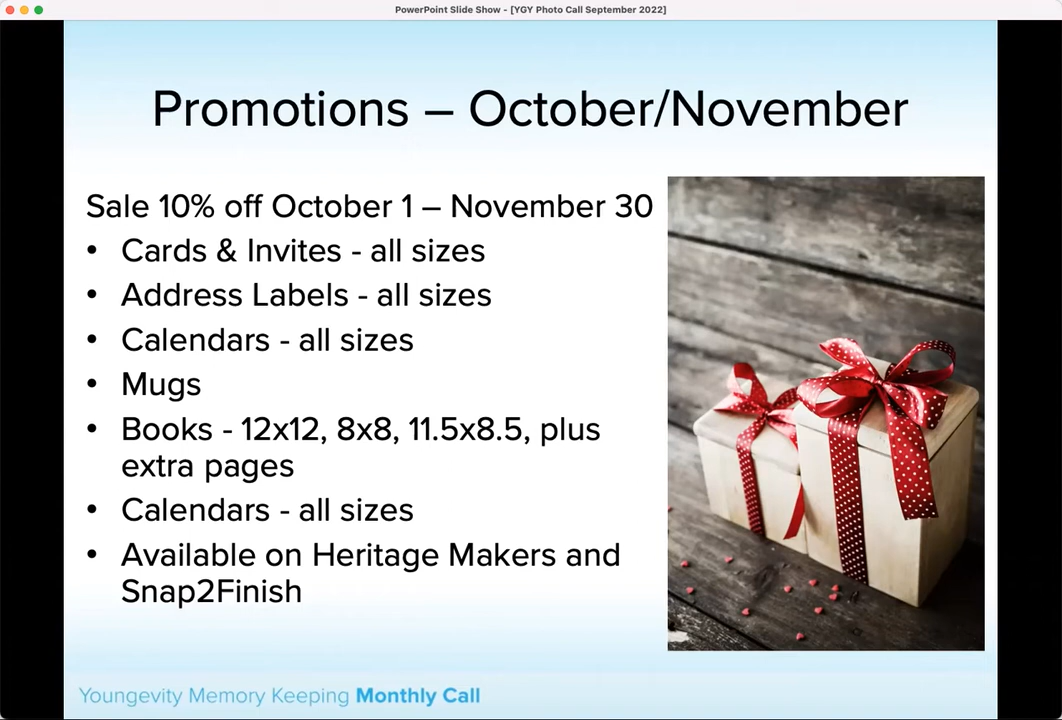 PowerPoint Slide Show - [YGY Photo Call September 2022]
Promotions – October/November
Sale 10% off October 1 – November 30
• Cards & Invites - all sizes
• Address Labels - all sizes
• Calendars - all sizes
• Mugs
• Books - 12x12, 8x8, 11.5x8.5, plus
extra pages
• Calendars - all sizes
• Available on Heritage Makers and
Snap2Finish
Youngevity Memory Keeping Monthly Call